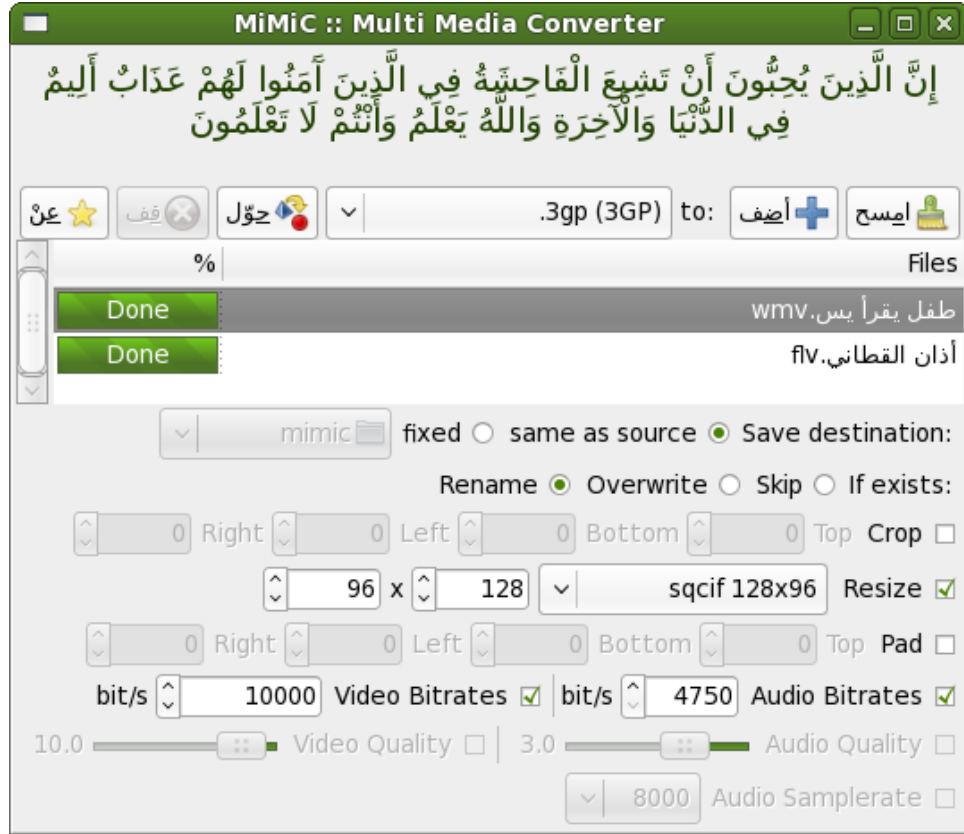 MiMiC :: Multi Media Converter
إِنَّ الَّذِينَ يُحِبُّونَ أَنْ تَشِيعَ الْفَاحِشَةُ فِي الَّذِينَ آَمَنُوا لَهُمْ عَذَابٌ أَلِيمٌ
فِي الدُّنْيَا وَالْآَخِرَةِ وَاللَّهُ يَعْلَمُ وَأَنْتُمْ لَا تَعْلَمُونَ
امسح أضف to: .3gp (3GP) حوّل قف عنْ
Files %
طفل يقرأ يس.wmv Done
أذان القطاني.flv Done
Save destination: same as source fixed mimic
If exists: Skip Overwrite Rename
Crop Top 0 Bottom 0 Left 0 Right 0
Resize sqcif 128x96 128 x 96
Pad Top 0 Bottom 0 Left 0 Right 0
Audio Bitrates 4750 bit/s Video Bitrates 10000 bit/s
Audio Quality 3.0 Video Quality 10.0
Audio Samplerate 8000